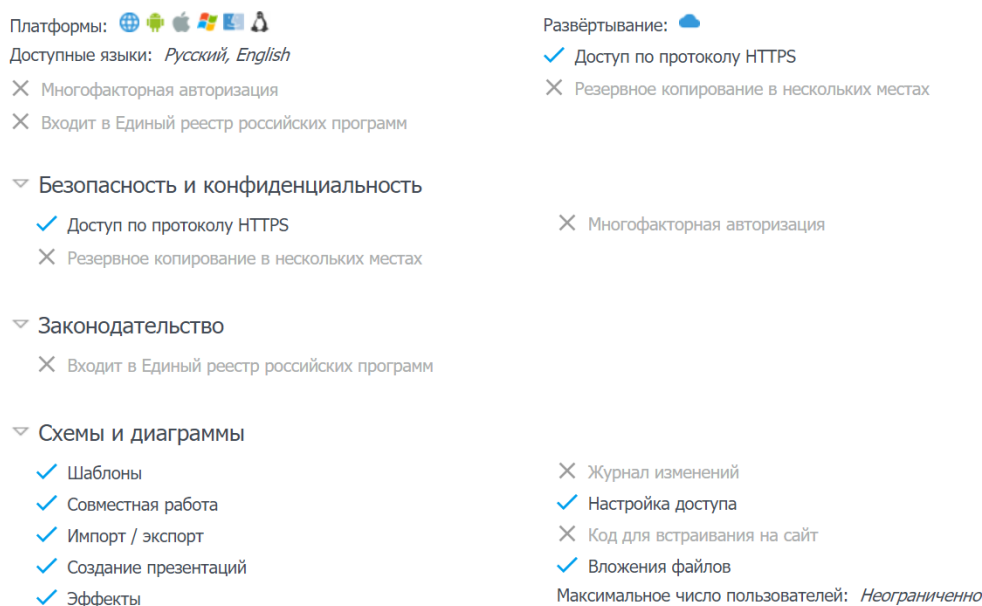 Платформы:
Развёртывание:
Доступные языки: Русский, English
Доступ по протоколу HTTPS
Многофакторная авторизация
Резервное копирование в нескольких местах
Входит в Единый реестр российских программ
Безопасность и конфиденциальность
Доступ по протоколу HTTPS
Многофакторная авторизация
Резервное копирование в нескольких местах
Законодательство
Входит в Единый реестр российских программ
Схемы и диаграммы
Шаблоны
Журнал изменений
Совместная работа
Настройка доступа
Импорт / экспорт
Код для встраивания на сайт
Создание презентаций
Вложения файлов
Эффекты
Максимальное число пользователей: Неограниченно